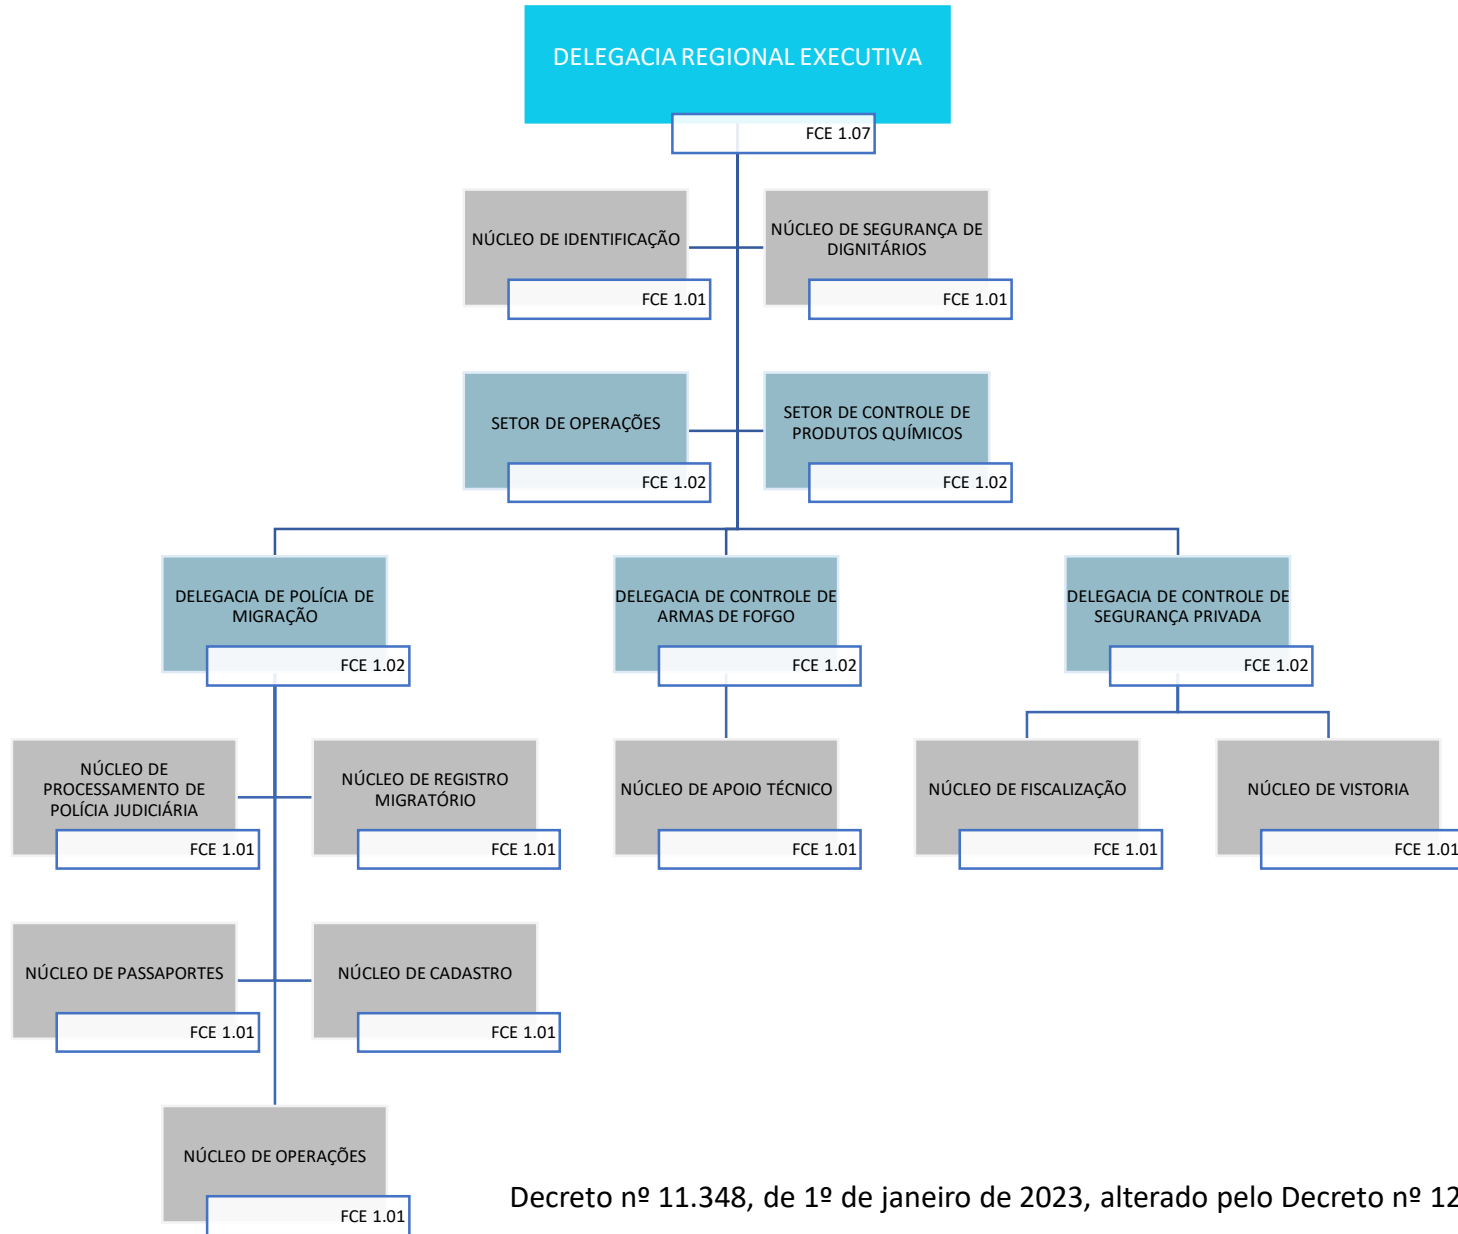 DELEGACIA REGIONAL EXECUTIVA
FCE 1.07
NÚCLEO DE IDENTIFICAÇÃO
FCE 1.01
NÚCLEO DE SEGURANÇA DE
DIGNITÁRIOS
FCE 1.01
SETOR DE OPERAÇÕES
FCE 1.02
SETOR DE CONTROLE DE
PRODUTOS QUÍMICOS
FCE 1.02
DELEGACIA DE POLÍCIA DE
MIGRAÇÃO
FCE 1.02
DELEGACIA DE CONTROLE DE
ARMAS DE FOFGO
FCE 1.02
DELEGACIA DE CONTROLE DE
SEGURANÇA PRIVADA
FCE 1.02
NÚCLEO DE
PROCESSAMENTO DE
POLÍCIA JUDICIÁRIA
FCE 1.01
NÚCLEO DE REGISTRO
MIGRATÓRIO
FCE 1.01
NÚCLEO DE APOIO TÉCNICO
FCE 1.01
NÚCLEO DE FISCALIZAÇÃO
FCE 1.01
NÚCLEO DE VISTORIA
FCE 1.01
NÚCLEO DE PASSAPORTES
FCE 1.01
NÚCLEO DE CADASTRO
FCE 1.01
NÚCLEO DE OPERAÇÕES
FCE 1.01
Decreto nº 11.348, de 1º de janeiro de 2023, alterado pelo Decreto nº 12